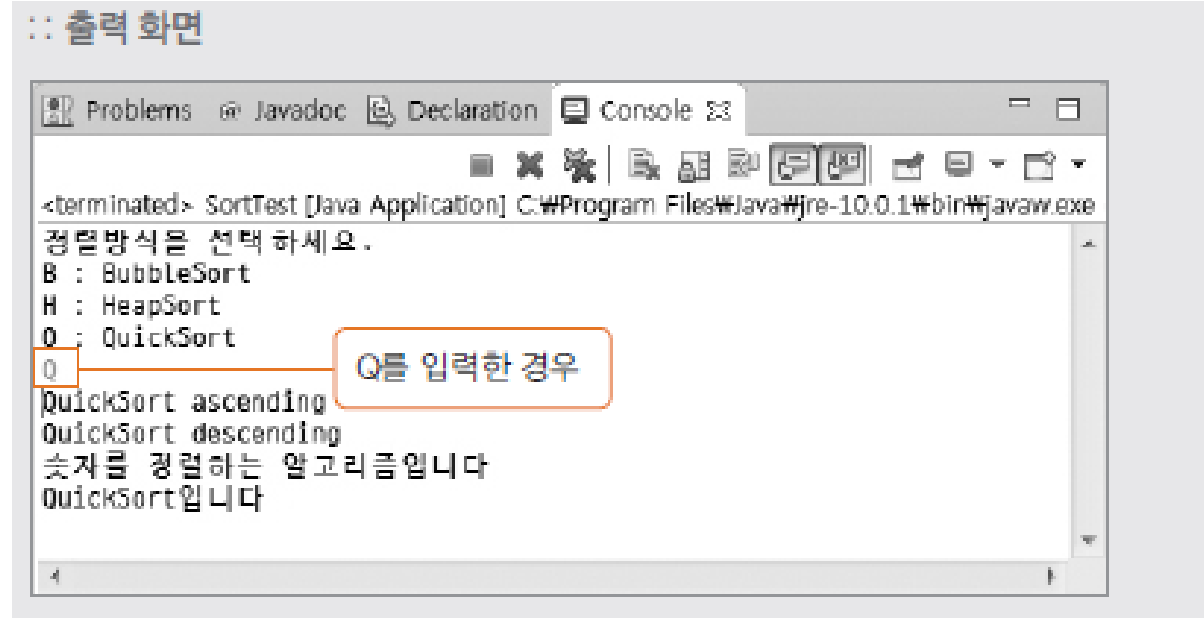 :: 출력 화면
Problems @ Javadoc Declaration Console
<terminated> SortTest [Java Application] C:₩Program Files₩Java₩jre-10.0.1₩bin₩javaw.exe
정렬방식을 선택하세요.
B : BubbleSort
H : HeapSort
Q : QuickSort
Q
Q를 입력한 경우
QuickSort ascending
QuickSort descending
숫자를 정렬하는 알고리즘입니다
QuickSort입니다